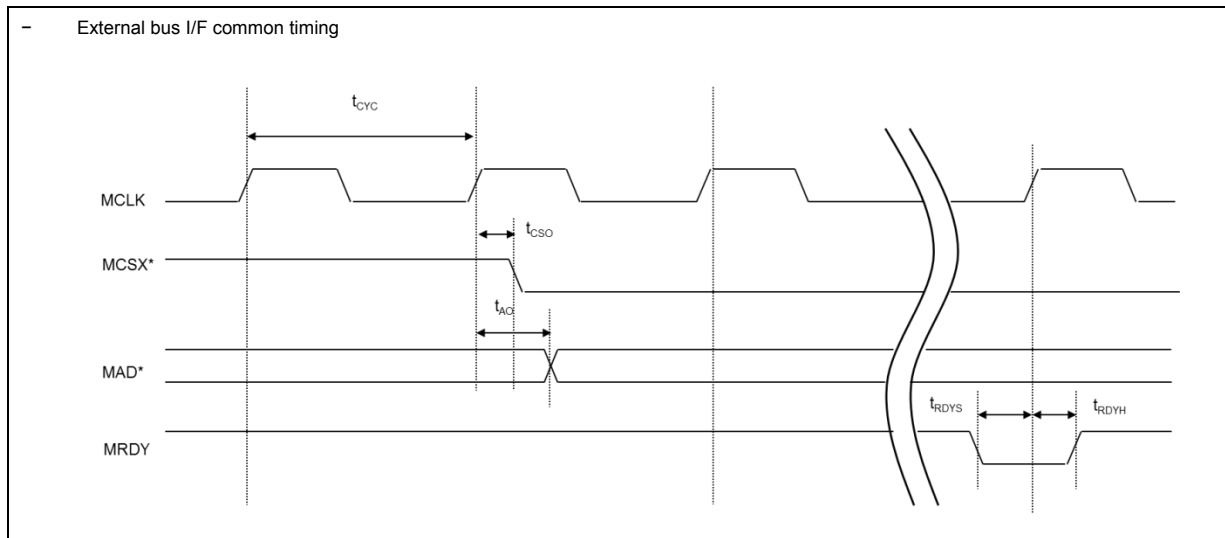 – External bus I/F common timing
tCYC
MCLK
tCSO
MCSX*
tAO
MAD*
tRDYS
tRDYH
MRDY